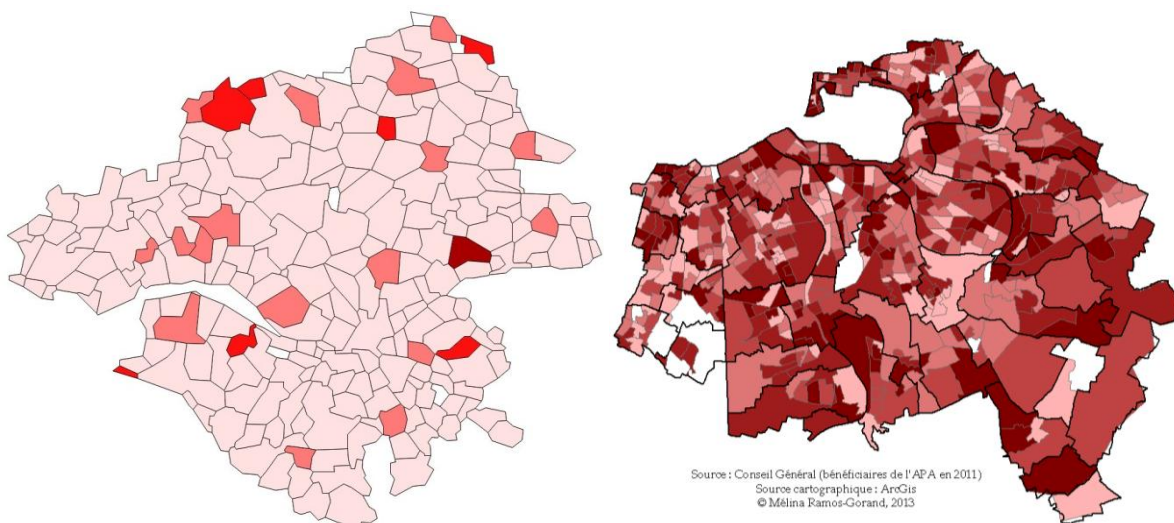 Source : Conseil Général (bénéficiaires de l'APA en 2011)
Source cartographique : ArcGis
© Mélina Ramos-Gorand, 2013